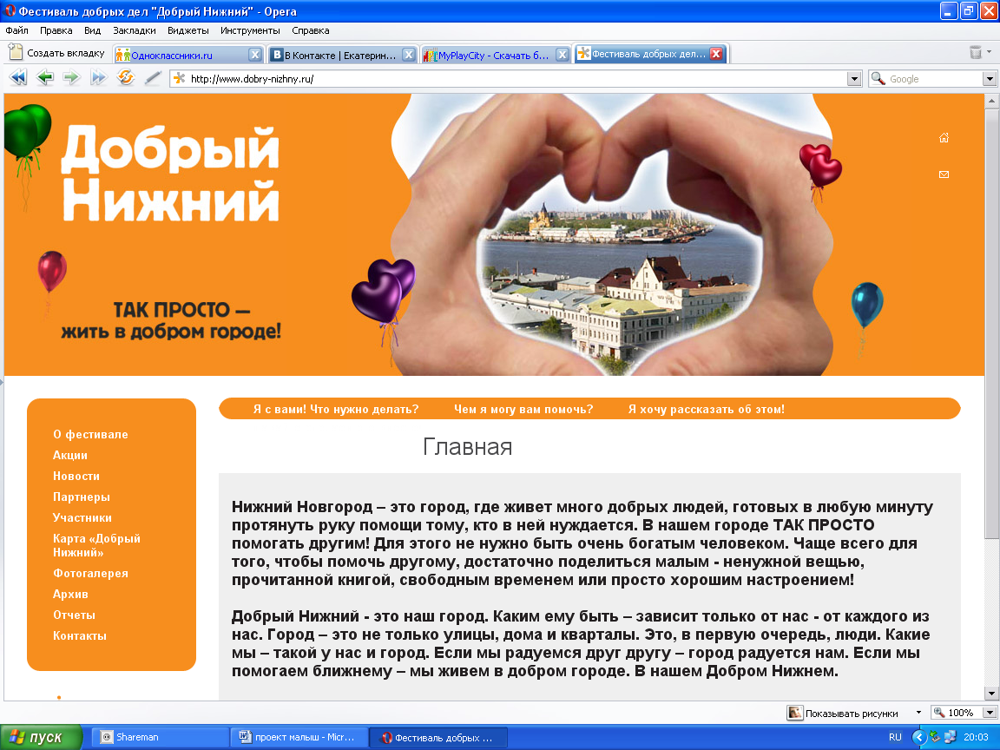 Фестиваль добрых дел "Добрый Нижний" - Opera
Файл Правка Вид Закладки Виджеты Инструменты Справка
Создать вкладку Одноклассники.ru В Контакте | Екатерин... MyPlayCity - Скачать б... Фестиваль добрых дел...
http://www.dobry-nizhny.ru/ Google
Добрый
Нижний
ТАК ПРОСТО –
жить в добром городе!
Я с вами! Что нужно делать? Чем я могу вам помочь? Я хочу рассказать об этом!
О фестивале
Акции
Новости
Партнеры
Участники
Карта «Добрый
Нижний»
Фотогалерея
Архив
Отчеты
Контакты
Главная
Нижний Новгород – это город, где живет много добрых людей, готовых в любую минуту
протянуть руку помощи тому, кто в ней нуждается. В нашем городе ТАК ПРОСТО
помогать другим! Для этого не нужно быть очень богатым человеком. Чаще всего для
того, чтобы помочь другому, достаточно поделиться малым - ненужной вещью,
прочитанной книгой, свободным временем или просто хорошим настроением!
Добрый Нижний - это наш город. Каким ему быть – зависит только от нас - от каждого из
нас. Город – это не только улицы, дома и кварталы. Это, в первую очередь, люди. Какие
мы – такой у нас и город. Если мы радуемся друг другу – город радуется нам. Если мы
помогаем ближнему – мы живем в добром городе. В нашем Добром Нижнем.
Показывать рисунки 100%
пуск Shareman проект малыш - Micr... Фестиваль добрых ... RU 20:03